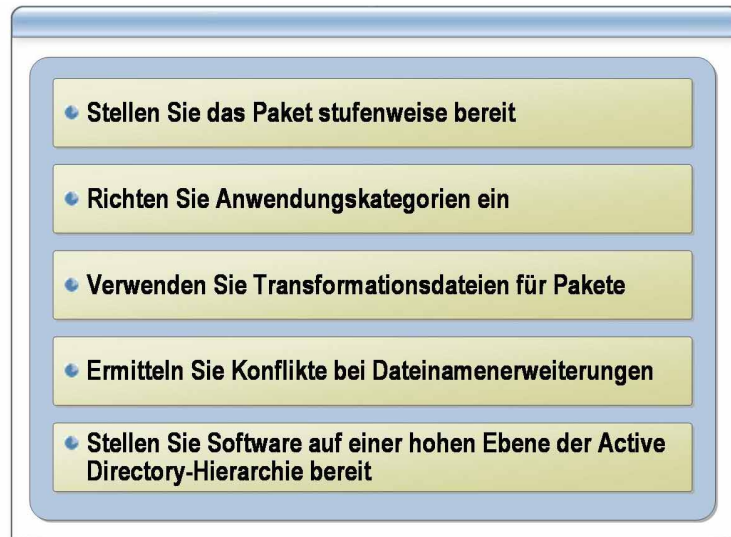 Stellen Sie das Paket stufenweise bereit
Richten Sie Anwendungskategorien ein
Verwenden Sie Transformationsdateien für Pakete
Ermitteln Sie Konflikte bei Dateinamenerweiterungen
Stellen Sie Software auf einer hohen Ebene der Active
Directory-Hierarchie bereit